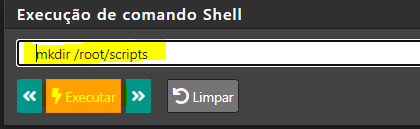 Execução de comando Shell
mkdir /root/scripts
Executar
Limpar